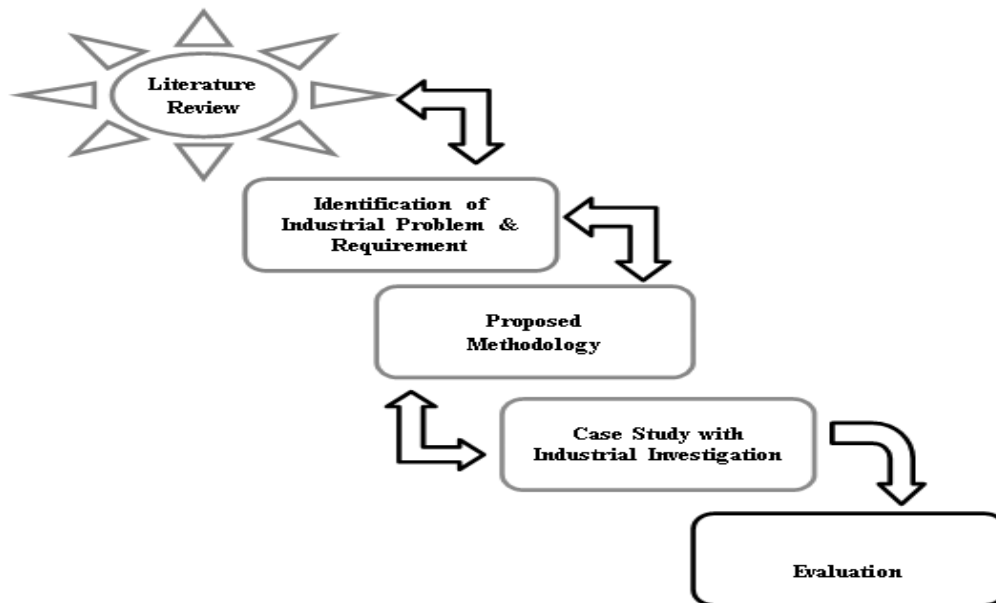 Literature
Review
Identification of
Industrial Problem &
Requirement
Proposed
Methodology
Case Study with
Industrial Investigation
Evaluation